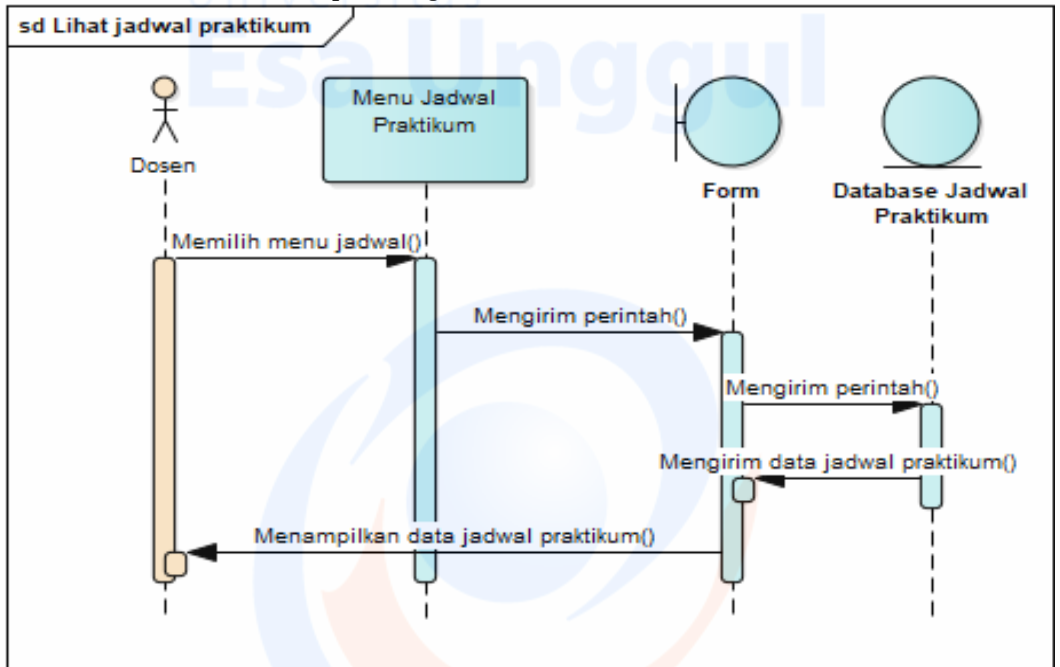 sd Lihat jadwal praktikum
Esa Unggul
Menu Jadwal
Praktikum
Dosen
Form
Database Jadwal
Praktikum
Memilih menu jadwal()
Mengirim perintah()
Mengirim perintah()
Mengirim data jadwal praktikum()
Menampilkan data jadwal praktikum()